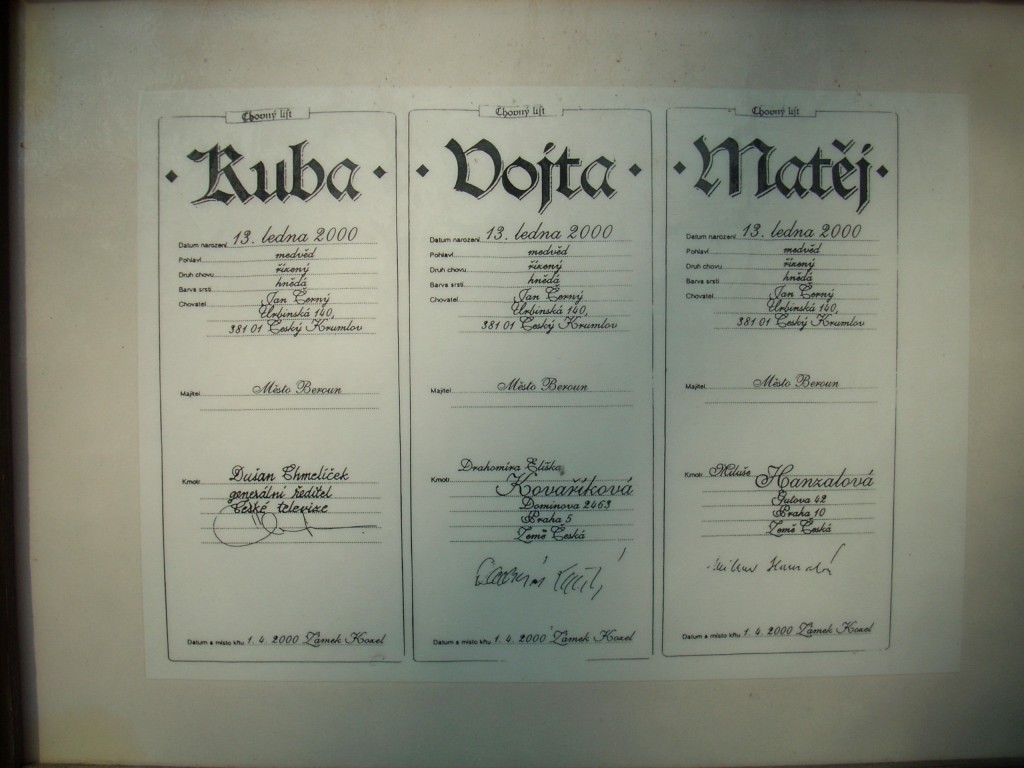 Chovný list
· Kuba ·
Datum narození 13. ledna 2000
Pohlaví medvěd
Druh chovu řízený
Barva srsti hnědá
Chovatel Jan Černý
Urbinská 140,
381 01 Český Krumlov
Majitel Město Beroun
Kmotr Dušan Chmelíček
generální ředitel
České televize
Datum a místo křtu 1. 4. 2000 Zámek Kozel
Chovný list
· Vojta ·
Datum narození 13. ledna 2000
Pohlaví medvěd
Druh chovu řízený
Barva srsti hnědá
Chovatel Jan Černý
Urbinská 140,
381 01 Český Krumlov
Majitel Město Beroun
Drahomíra Eliška
Kmotr Kovaříková
Dominova 2463
Praha 5
Země Česká
Datum a místo křtu 1. 4. 2000 Zámek Kozel
Chovný list
· Matěj ·
Datum narození 13. ledna 2000
Pohlaví medvěd
Druh chovu řízený
Barva srsti hnědá
Chovatel Jan Černý
Urbinská 140,
381 01 Český Krumlov
Majitel Město Beroun
Kmotr Miluše Hanzalová
Gutova 42
Praha 10
Země Česká
Datum a místo křtu 1. 4. 2000 Zámek Kozel